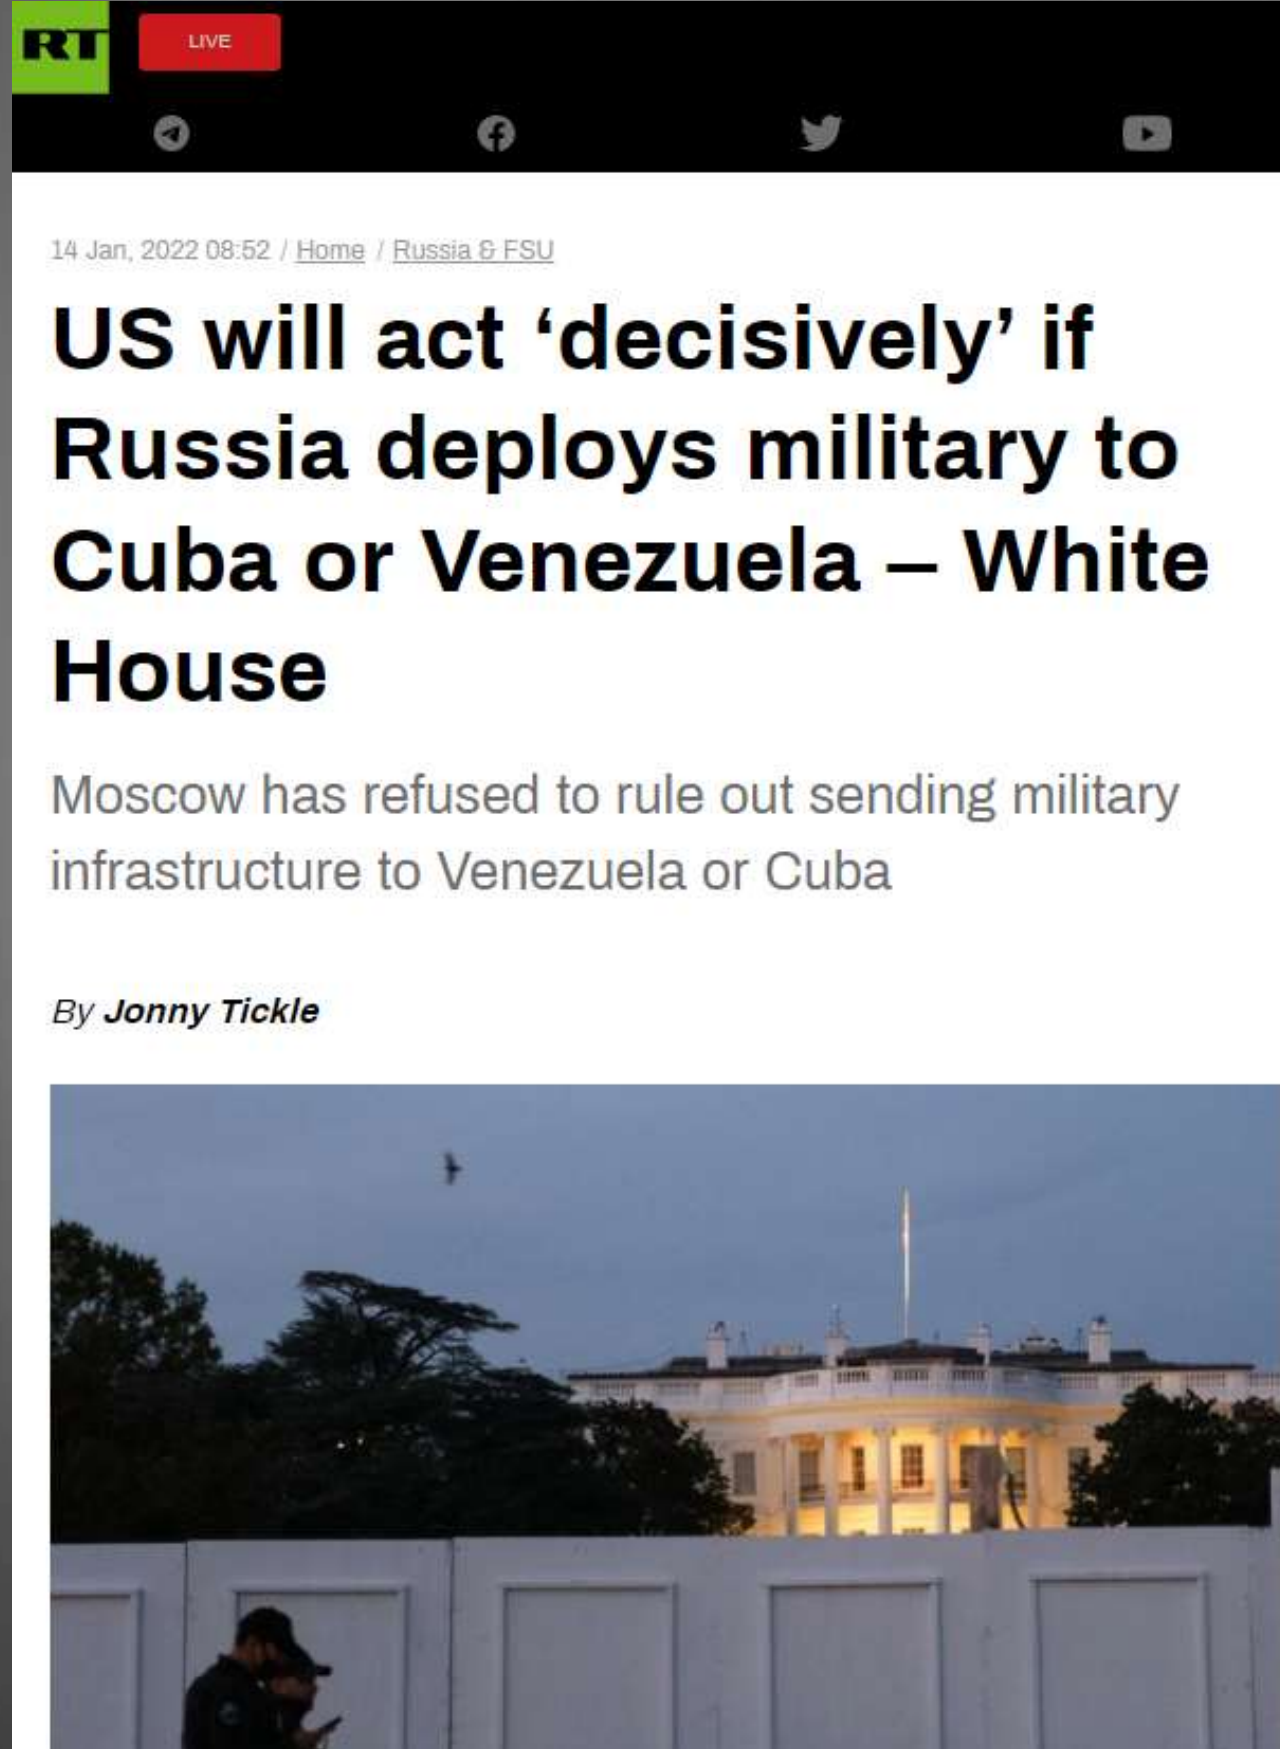 RT
LIVE
14 Jan, 2022 08:52 / Home / Russia & FSU
US will act ‘decisively’ if
Russia deploys military to
Cuba or Venezuela – White
House
Moscow has refused to rule out sending military
infrastructure to Venezuela or Cuba
By Jonny Tickle